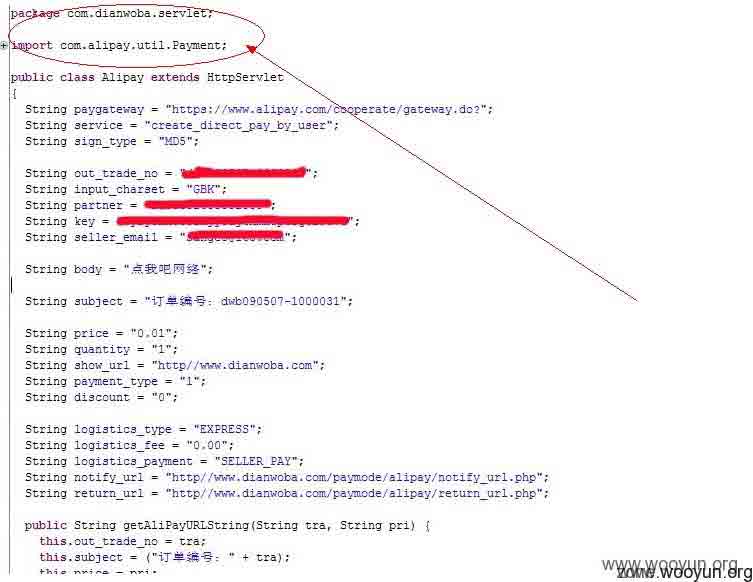 package com.dianwoba.servlet;
import com.alipay.util.Payment;
public class Alipay extends HttpServlet
{
String paygateway = "https://www.alipay.com/cooperate/gateway.do?";
String service = "create_direct_pay_by_user";
String sign_type = "MD5";
String out_trade_no = " ";
String input_charset = "GBK";
String partner = ;
String key = ";
String seller_email = " ";
String body = "点我吧网络";
String subject = "订单编号：dwb090507-1000031";
String price = "0.01";
String quantity = "1";
String show_url = "http//www.dianwoba.com";
String payment_type = "1";
String discount = "0";
String logistics_type = "EXPRESS";
String logistics_fee = "0.00";
String logistics_payment = "SELLER_PAY";
String notify_url = "http//www.dianwoba.com/paymode/alipay/notify_url.php";
String return_url = "http//www.dianwoba.com/paymode/alipay/return_url.php";
public String getAliPayURLString(String tra, String pri) {
this.out_trade_no = tra;
this.subject = ("订单编号：" + tra);
this.price = pri;
www.wooyun.org
www.wooyun.org